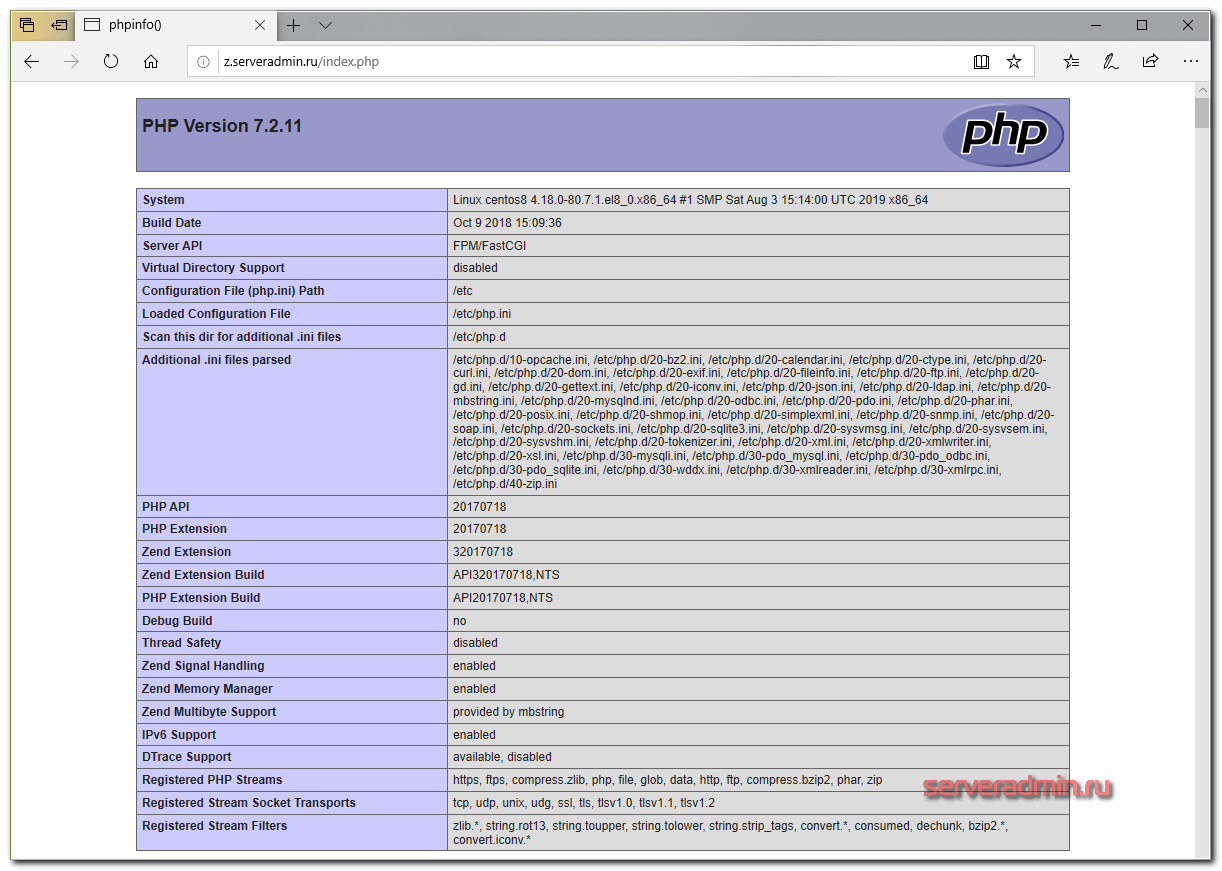 phpinfo()
z.serveradmin.ru/index.php
PHP Version 7.2.11
php
System Linux centos8 4.18.0-80.7.1.el8_0.x86_64 #1 SMP Sat Aug 3 15:14:00 UTC 2019 x86_64
Build Date Oct 9 2018 15:09:36
Server API FPM/FastCGI
Virtual Directory Support disabled
Configuration File (php.ini) Path /etc
Loaded Configuration File /etc/php.ini
Scan this dir for additional .ini files /etc/php.d
Additional .ini files parsed /etc/php.d/10-opcache.ini, /etc/php.d/20-bz2.ini, /etc/php.d/20-calendar.ini, /etc/php.d/20-ctype.ini, /etc/php.d/20-
curl.ini, /etc/php.d/20-dom.ini, /etc/php.d/20-exif.ini, /etc/php.d/20-fileinfo.ini, /etc/php.d/20-ftp.ini, /etc/php.d/20-
gd.ini, /etc/php.d/20-gettext.ini, /etc/php.d/20-iconv.ini, /etc/php.d/20-json.ini, /etc/php.d/20-ldap.ini, /etc/php.d/20-
mbstring.ini, /etc/php.d/20-mysqlnd.ini, /etc/php.d/20-odbc.ini, /etc/php.d/20-pdo.ini, /etc/php.d/20-phar.ini,
/etc/php.d/20-posix.ini, /etc/php.d/20-shmop.ini, /etc/php.d/20-simplexml.ini, /etc/php.d/20-snmp.ini, /etc/php.d/20-
soap.ini, /etc/php.d/20-sockets.ini, /etc/php.d/20-sqlite3.ini, /etc/php.d/20-sysvmsg.ini, /etc/php.d/20-sysvsem.ini,
/etc/php.d/20-sysvshm.ini, /etc/php.d/20-tokenizer.ini, /etc/php.d/20-xml.ini, /etc/php.d/20-xmlwriter.ini,
/etc/php.d/20-xsl.ini, /etc/php.d/30-mysqli.ini, /etc/php.d/30-pdo_mysql.ini, /etc/php.d/30-pdo_odbc.ini,
/etc/php.d/30-pdo_sqlite.ini, /etc/php.d/30-wddx.ini, /etc/php.d/30-xmlreader.ini, /etc/php.d/30-xmlrpc.ini,
/etc/php.d/40-zip.ini
PHP API 20170718
PHP Extension 20170718
Zend Extension 320170718
Zend Extension Build API320170718,NTS
PHP Extension Build API20170718,NTS
Debug Build no
Thread Safety disabled
Zend Signal Handling enabled
Zend Memory Manager enabled
Zend Multibyte Support provided by mbstring
IPv6 Support enabled
DTrace Support available, disabled
Registered PHP Streams https, ftps, compress.zlib, php, file, glob, data, http, ftp, compress.bzip2, phar, zip
serveradmin.ru
Registered Stream Socket Transports tcp, udp, unix, udg, ssl, tls, tlsv1.0, tlsv1.1, tlsv1.2
Registered Stream Filters zlib.*, string.rot13, string.toupper, string.tolower, string.strip_tags, convert.*, consumed, dechunk, bzip2.*,
convert.iconv.*